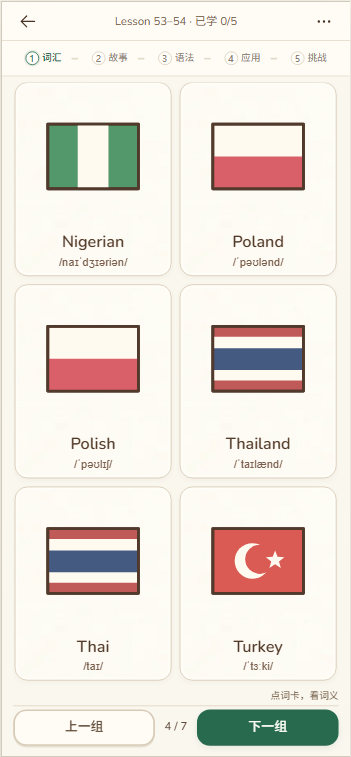 Lesson 53–54 · 已学 0/5
1 词汇 – 2 故事 – 3 语法 – 4 应用 – 5 挑战
Nigerian
/naɪˈdʒɪəriən/
Poland
/ˈpəʊlənd/
Polish
/ˈpəʊlɪʃ/
Thailand
/ˈtaɪlænd/
Thai
/taɪ/
Turkey
/ˈtɜːki/
点词卡，看词义
上一组
4 / 7
下一组